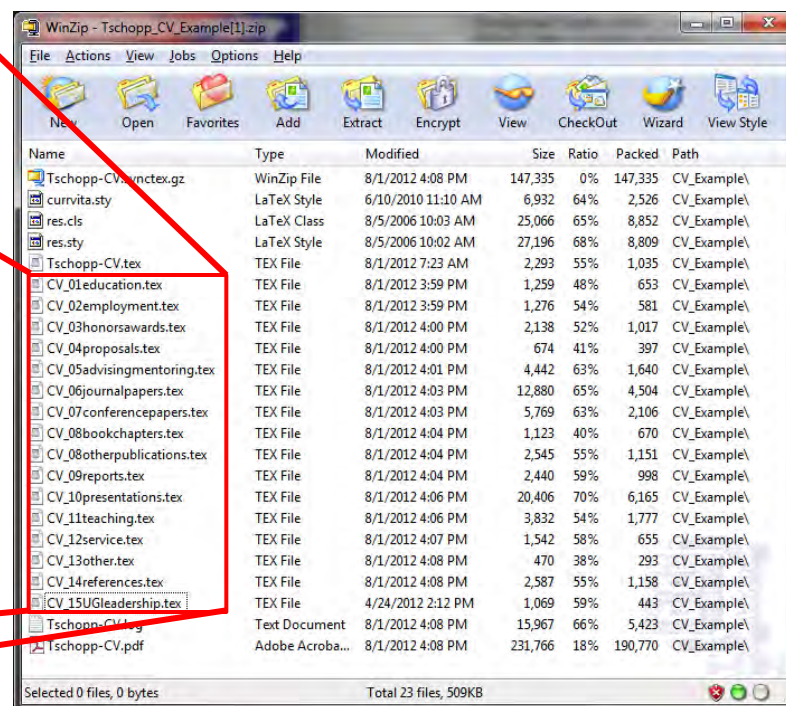 WinZip - Tschopp_CV_Example[1].zip
File Actions View Jobs Options Help
New Open Favorites Add Extract Encrypt View CheckOut Wizard View Style
Name Type Modified Size Ratio Packed Path
Tschopp-CV.synctex.gz WinZip File 8/1/2012 4:08 PM 147,335 0% 147,335 CV_Example\
currvita.sty LaTeX Style 6/10/2010 11:10 AM 6,932 64% 2,526 CV_Example\
res.cls LaTeX Class 8/5/2006 10:03 AM 25,066 65% 8,852 CV_Example\
res.sty LaTeX Style 8/5/2006 10:02 AM 27,196 68% 8,809 CV_Example\
Tschopp-CV.tex TEX File 8/1/2012 7:23 AM 2,293 55% 1,035 CV_Example\
CV_01education.tex TEX File 8/1/2012 3:59 PM 1,259 48% 653 CV_Example\
CV_02employment.tex TEX File 8/1/2012 3:59 PM 1,276 54% 581 CV_Example\
CV_03honorsawards.tex TEX File 8/1/2012 4:00 PM 2,138 52% 1,017 CV_Example\
CV_04proposals.tex TEX File 8/1/2012 4:00 PM 674 41% 397 CV_Example\
CV_05advisingmentoring.tex TEX File 8/1/2012 4:01 PM 4,442 63% 1,640 CV_Example\
CV_06journalpapers.tex TEX File 8/1/2012 4:03 PM 12,880 65% 4,504 CV_Example\
CV_07conferencepapers.tex TEX File 8/1/2012 4:03 PM 5,769 63% 2,106 CV_Example\
CV_08bookchapters.tex TEX File 8/1/2012 4:04 PM 1,123 40% 670 CV_Example\
CV_08otherpublications.tex TEX File 8/1/2012 4:04 PM 2,545 55% 1,151 CV_Example\
CV_09reports.tex TEX File 8/1/2012 4:04 PM 2,440 59% 998 CV_Example\
CV_10presentations.tex TEX File 8/1/2012 4:06 PM 20,406 70% 6,165 CV_Example\
CV_11teaching.tex TEX File 8/1/2012 4:06 PM 3,832 54% 1,777 CV_Example\
CV_12service.tex TEX File 8/1/2012 4:07 PM 1,542 58% 655 CV_Example\
CV_13other.tex TEX File 8/1/2012 4:08 PM 470 38% 293 CV_Example\
CV_14references.tex TEX File 8/1/2012 4:08 PM 2,587 55% 1,158 CV_Example\
CV_15UGleadership.tex TEX File 4/24/2012 2:12 PM 1,069 59% 443 CV_Example\
Tschopp-CV.log Text Document 8/1/2012 4:08 PM 15,967 66% 5,423 CV_Example\
Tschopp-CV.pdf Adobe Acroba... 8/1/2012 4:08 PM 231,766 18% 190,770 CV_Example\
Selected 0 files, 0 bytes Total 23 files, 509KB